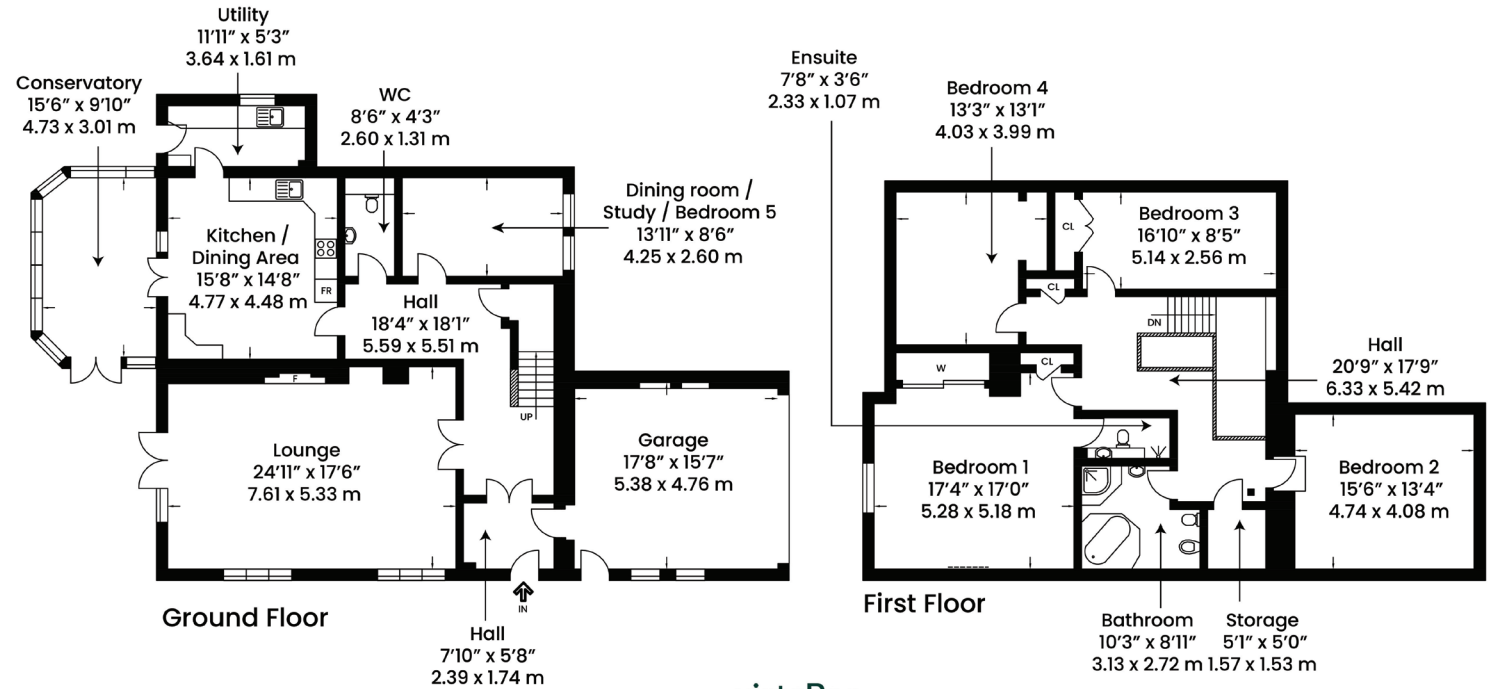 Utility
11'11" x 5'3"
3.64 x 1.61 m
Conservatory
15'6" x 9'10"
4.73 x 3.01 m
WC
8'6" x 4'3"
2.60 x 1.31 m
Dining room /
Study / Bedroom 5
13'11" x 8'6"
4.25 x 2.60 m
Kitchen /
Dining Area
15'8" x 14'8"
4.77 x 4.48 m
FR
Hall
18'4" x 18'1"
5.59 x 5.51 m
F
UP
Lounge
24'11" x 17'6"
7.61 x 5.33 m
Garage
17'8" x 15'7"
5.38 x 4.76 m
IN
Ground Floor
Hall
7'10" x 5'8"
2.39 x 1.74 m
Ensuite
7'8" x 3'6"
2.33 x 1.07 m
Bedroom 4
13'3" x 13'1"
4.03 x 3.99 m
CL
Bedroom 3
16'10" x 8'5"
5.14 x 2.56 m
CL
DN
Hall
20'9" x 17'9"
6.33 x 5.42 m
W
CL
Bedroom 1
17'4" x 17'0"
5.28 x 5.18 m
Bedroom 2
15'6" x 13'4"
4.74 x 4.08 m
First Floor
Bathroom
10'3" x 8'11"
3.13 x 2.72 m
Storage
5'1" x 5'0"
1.57 x 1.53 m